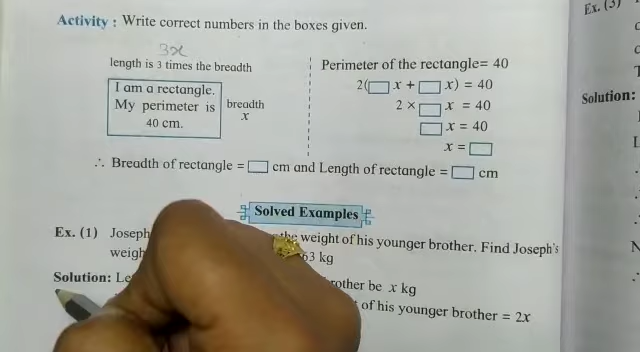 Activity : Write correct numbers in the boxes given.
3x
length is 3 times the breadth
I am a rectangle.
My perimeter is
40 cm.
breadth
x
Perimeter of the rectangle= 40
2(□ x + □ x) = 40
2 × □ x = 40
□ x = 40
x = □
∴ Breadth of rectangle = □ cm and Length of rectangle = □ cm
Solved Examples
Ex. (1) Joseph the weight of his younger brother. Find Joseph's
63 kg
Solution: be x kg
of his younger brother = 2x
Ex. (3)
Solution: